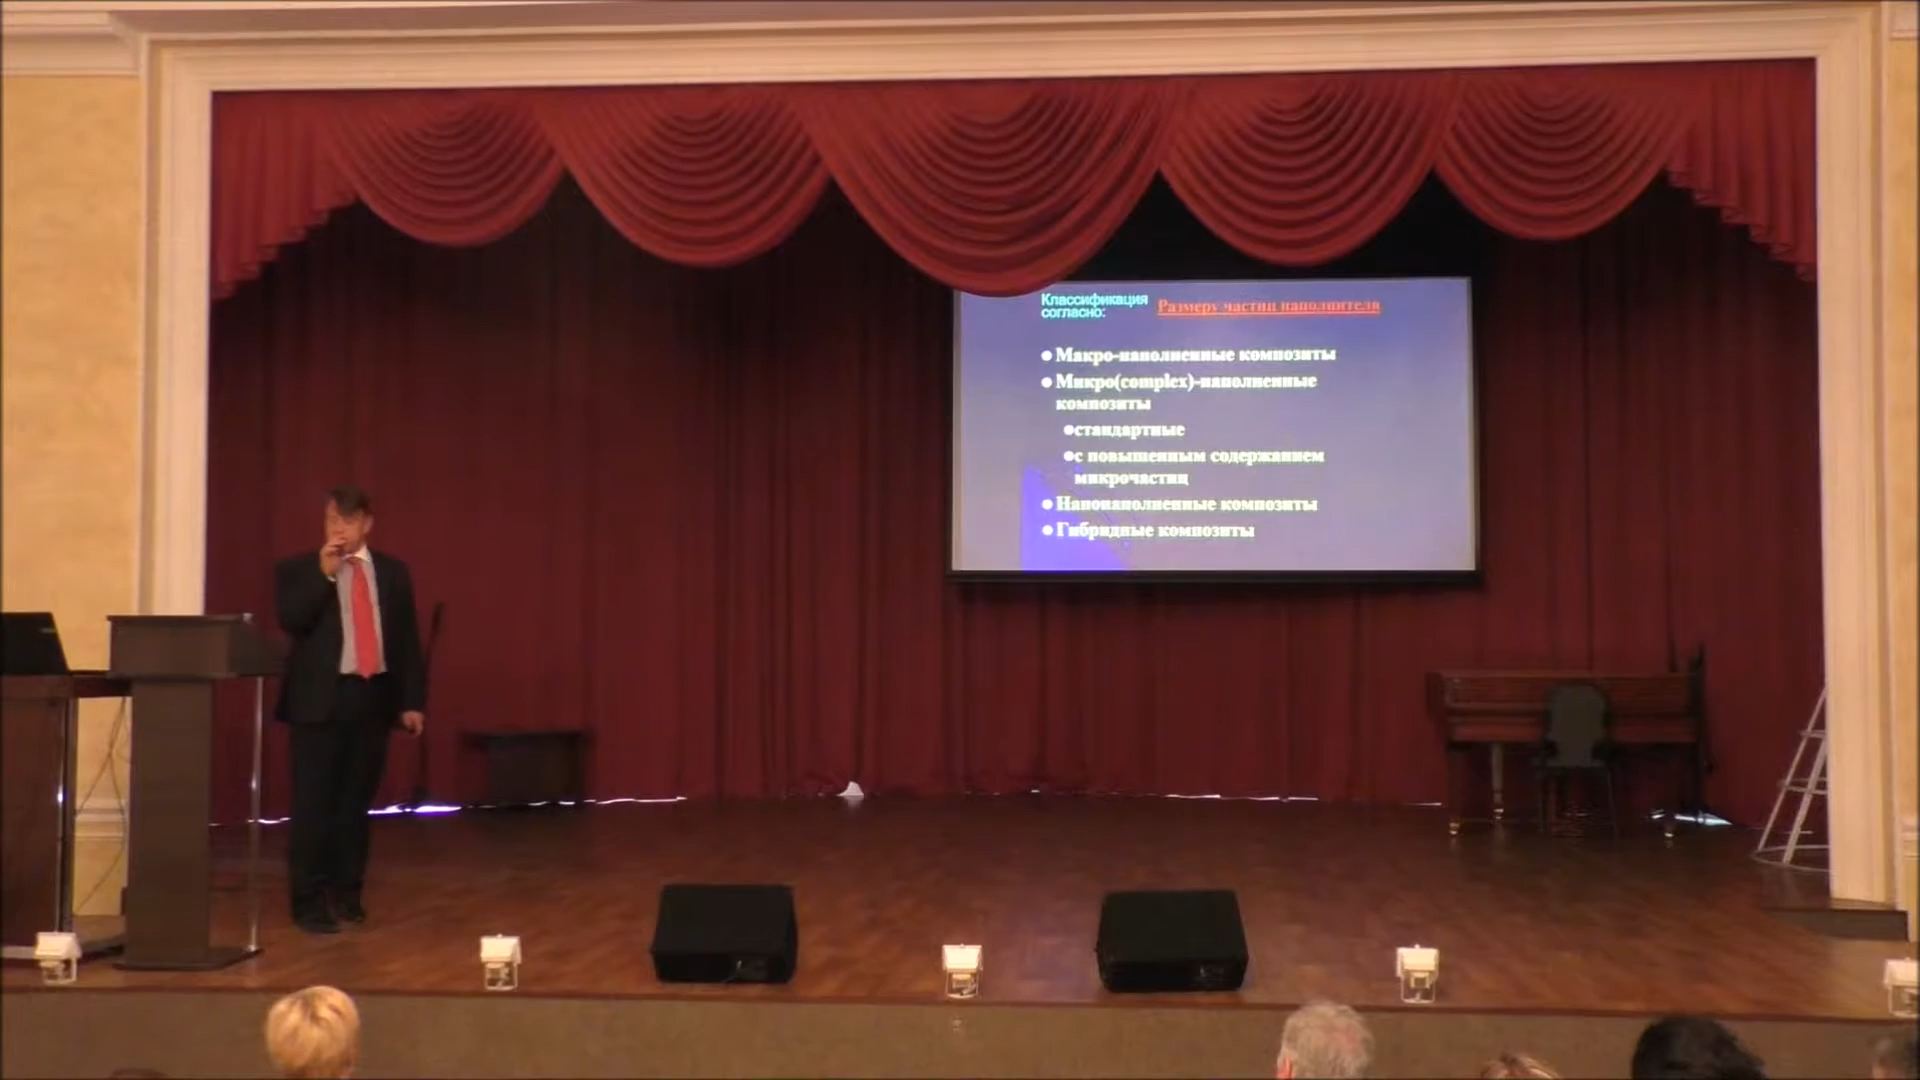 Классификация
согласно:
Размеру частиц наполнителя
Макро-наполненные композиты
Микро(complex)-наполненные
композиты
стандартные
с повышенным содержанием
микрочастиц
Нанонаполненные композиты
Гибридные композиты